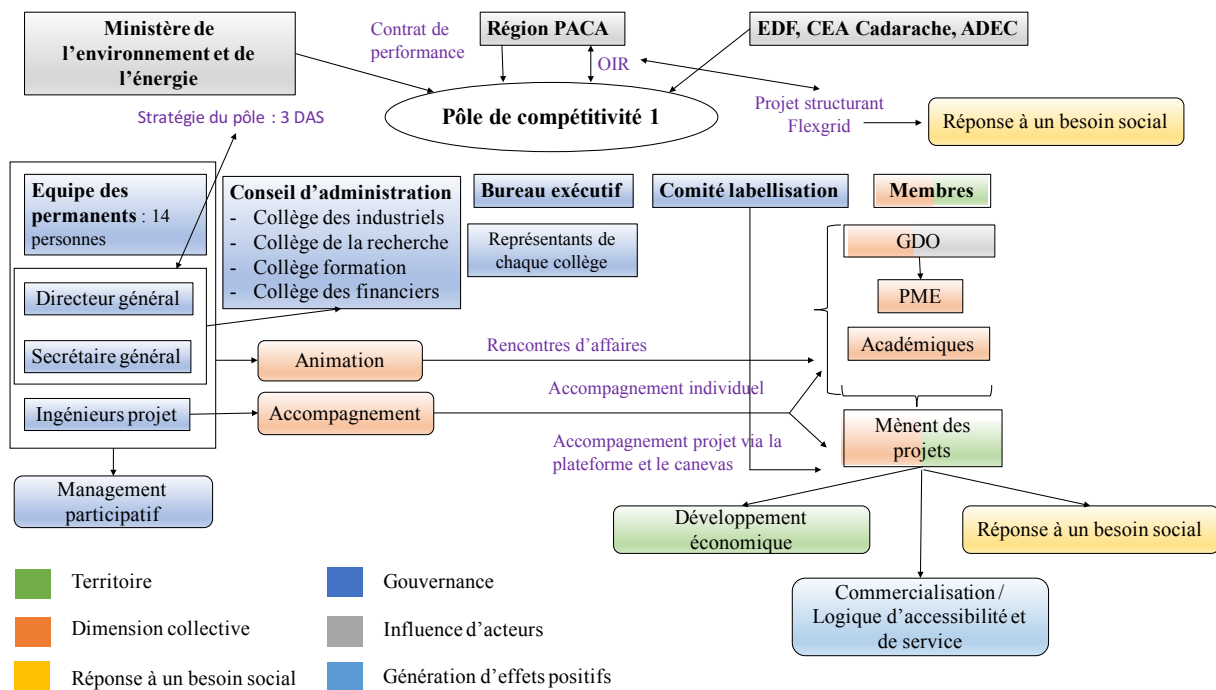 Ministère de
l'environnement et de
l'énergie
Contrat de
performance
Région PACA
OIR
EDF, CEA Cadarache, ADEC
Pôle de compétitivité 1
Projet structurant
Flexgrid
Réponse à un besoin social
Stratégie du pôle : 3 DAS
Equipe des
permanents : 14
personnes
Directeur général
Secrétaire général
Ingénieurs projet
Management
participatif
Conseil d'administration
- Collège des industriels
- Collège de la recherche
- Collège formation
- Collège des financiers
Bureau exécutif
Représentants de
chaque collège
Comité labellisation
Membres
GDO
PME
Académiques
Animation
Rencontres d'affaires
Accompagnement
Accompagnement individuel
Accompagnement projet via la
plateforme et le canevas
Mènent des
projets
Développement
économique
Réponse à un besoin social
Commercialisation /
Logique d'accessibilité et
de service
Territoire
Dimension collective
Réponse à un besoin social
Gouvernance
Influence d'acteurs
Génération d'effets positifs